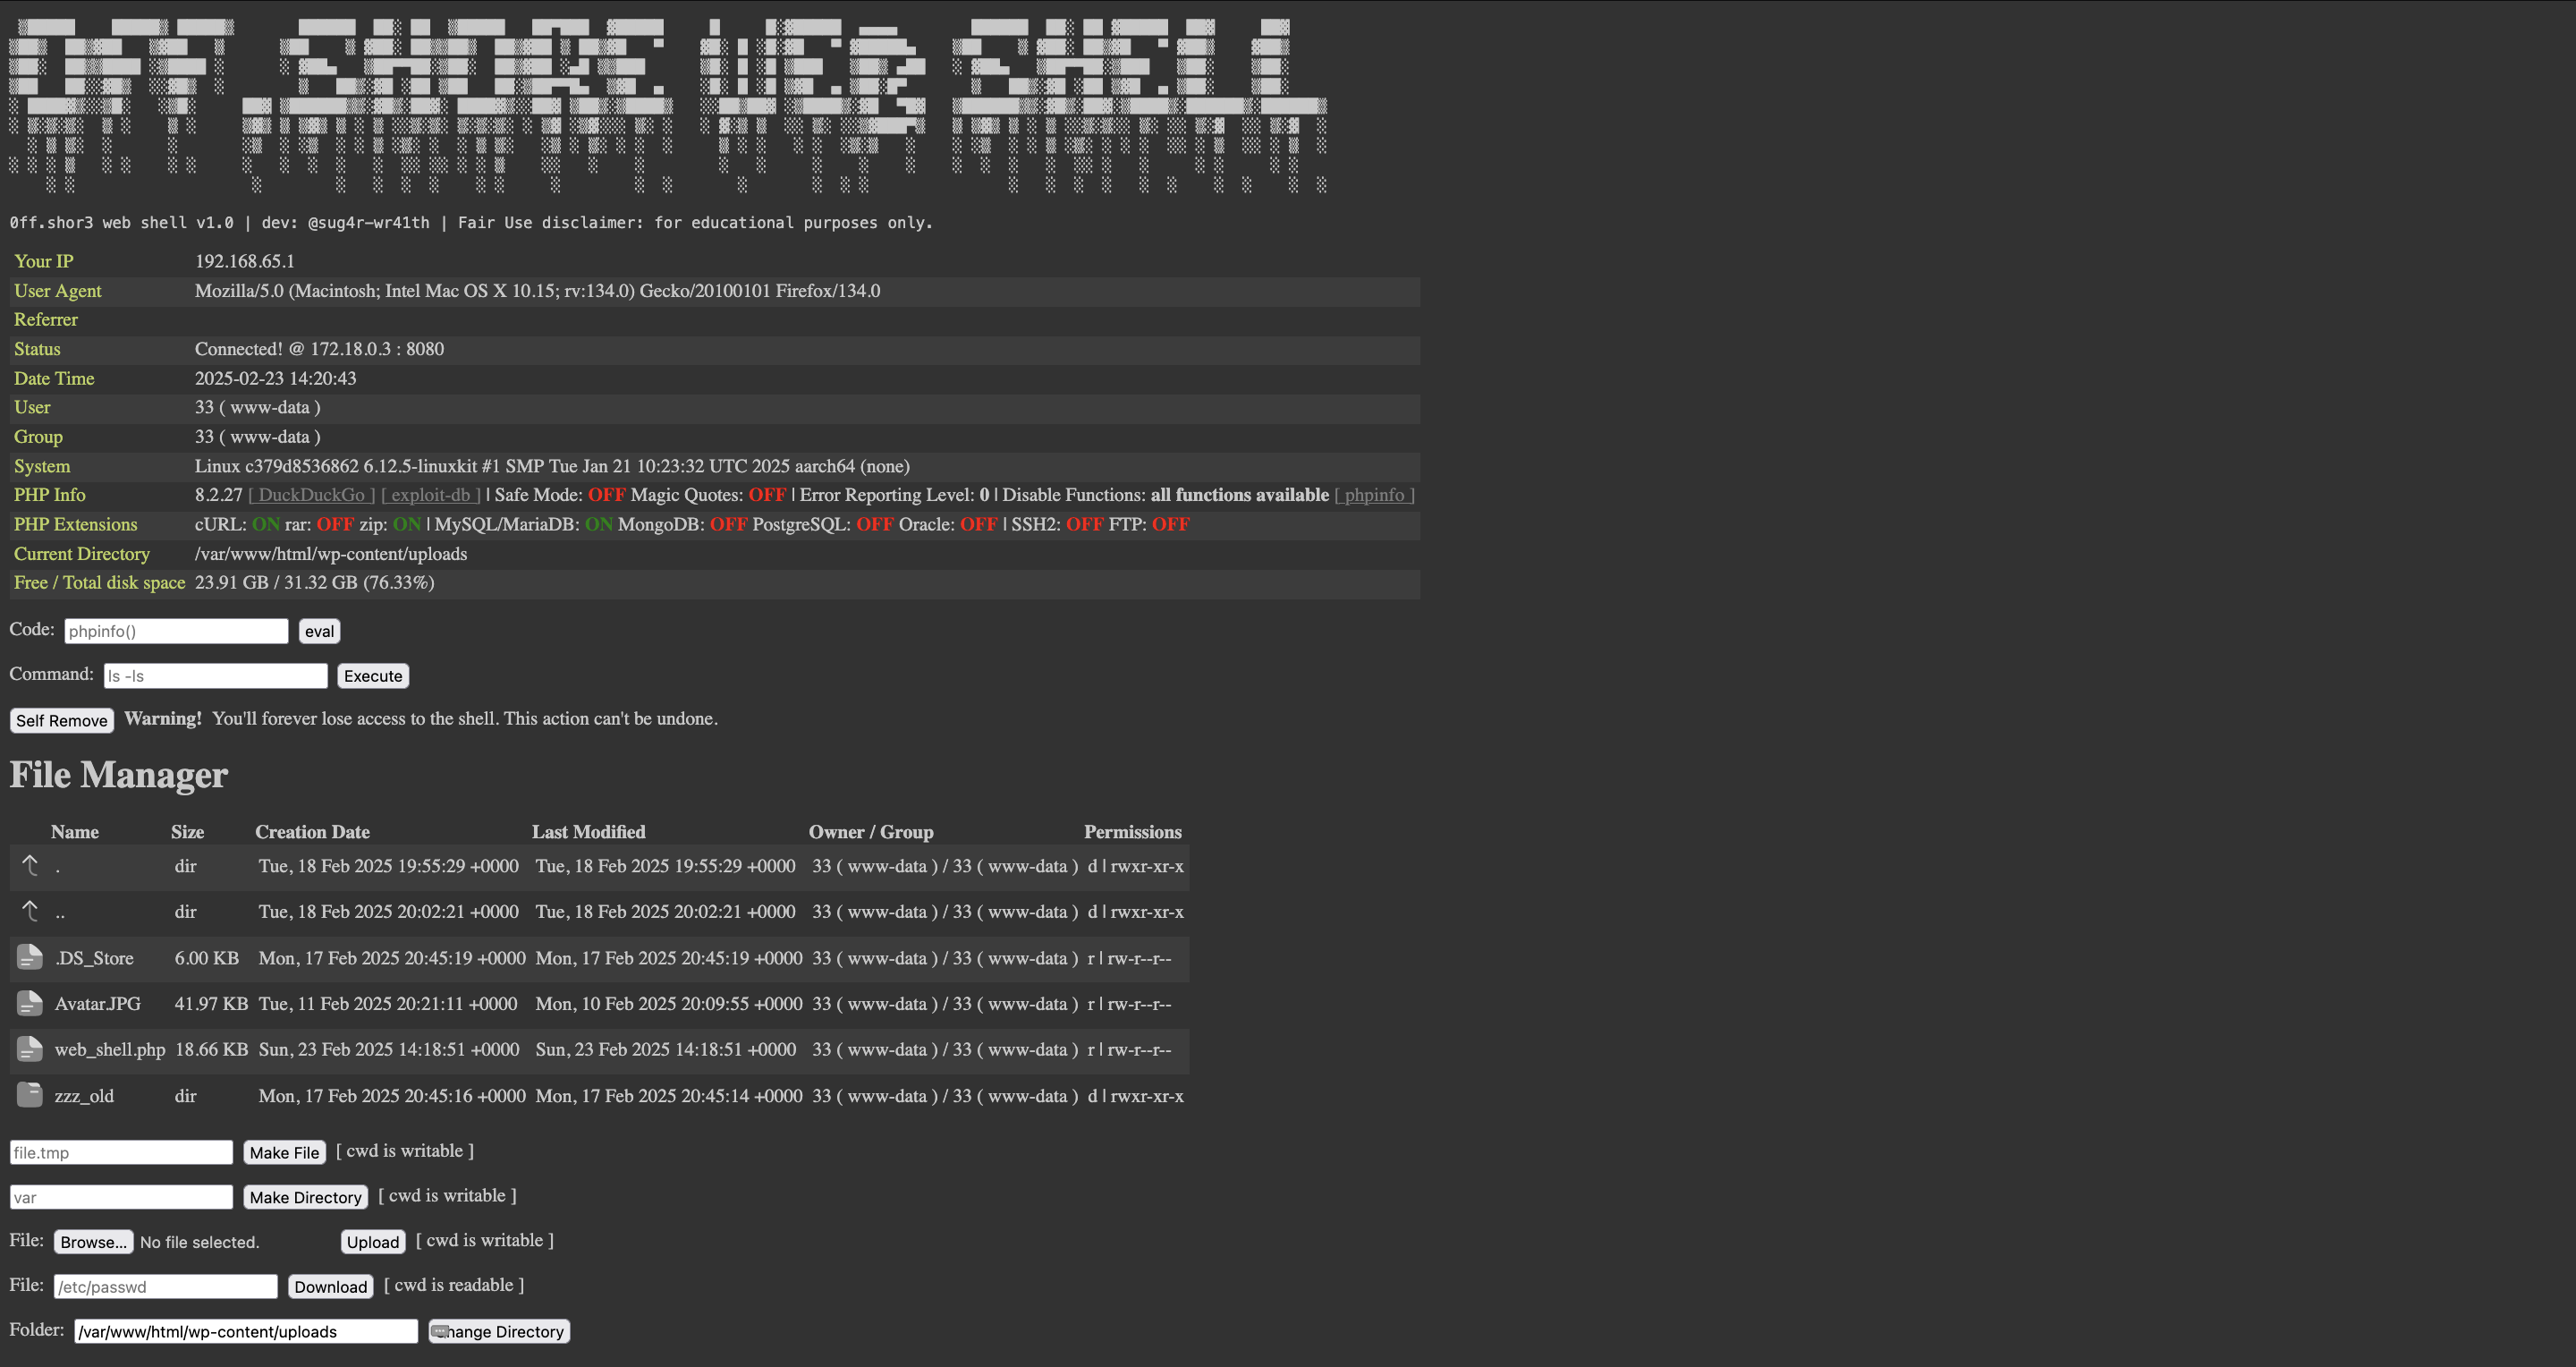 0ff.shor3 web shell
0ff.shor3 web shell v1.0 | dev: @sug4r-wr41th | Fair Use disclaimer: for educational purposes only.
Your IP 192.168.65.1
User Agent Mozilla/5.0 (Macintosh; Intel Mac OS X 10.15; rv:134.0) Gecko/20100101 Firefox/134.0
Referrer
Status Connected! @ 172.18.0.3 : 8080
Date Time 2025-02-23 14:20:43
User 33 ( www-data )
Group 33 ( www-data )
System Linux c379d8536862 6.12.5-linuxkit #1 SMP Tue Jan 21 10:23:32 UTC 2025 aarch64 (none)
PHP Info 8.2.27 [ DuckDuckGo ] [ exploit-db ] | Safe Mode: OFF Magic Quotes: OFF | Error Reporting Level: 0 | Disable Functions: all functions available [ phpinfo ]
PHP Extensions cURL: ON rar: OFF zip: ON | MySQL/MariaDB: ON MongoDB: OFF PostgreSQL: OFF Oracle: OFF | SSH2: OFF FTP: OFF
Current Directory /var/www/html/wp-content/uploads
Free / Total disk space 23.91 GB / 31.32 GB (76.33%)
Code: phpinfo() eval
Command: ls -ls Execute
Self Remove Warning! You'll forever lose access to the shell. This action can't be undone.
File Manager
Name Size Creation Date Last Modified Owner / Group Permissions
. dir Tue, 18 Feb 2025 19:55:29 +0000 Tue, 18 Feb 2025 19:55:29 +0000 33 ( www-data ) / 33 ( www-data ) d | rwxr-xr-x
.. dir Tue, 18 Feb 2025 20:02:21 +0000 Tue, 18 Feb 2025 20:02:21 +0000 33 ( www-data ) / 33 ( www-data ) d | rwxr-xr-x
.DS_Store 6.00 KB Mon, 17 Feb 2025 20:45:19 +0000 Mon, 17 Feb 2025 20:45:19 +0000 33 ( www-data ) / 33 ( www-data ) r | rw-r--r--
Avatar.JPG 41.97 KB Tue, 11 Feb 2025 20:21:11 +0000 Mon, 10 Feb 2025 20:09:55 +0000 33 ( www-data ) / 33 ( www-data ) r | rw-r--r--
web_shell.php 18.66 KB Sun, 23 Feb 2025 14:18:51 +0000 Sun, 23 Feb 2025 14:18:51 +0000 33 ( www-data ) / 33 ( www-data ) r | rw-r--r--
zzz_old dir Mon, 17 Feb 2025 20:45:16 +0000 Mon, 17 Feb 2025 20:45:14 +0000 33 ( www-data ) / 33 ( www-data ) d | rwxr-xr-x
file.tmp Make File [ cwd is writable ]
var Make Directory [ cwd is writable ]
File: Browse... No file selected. Upload [ cwd is writable ]
File: /etc/passwd Download [ cwd is readable ]
Folder: /var/www/html/wp-content/uploads Change Directory